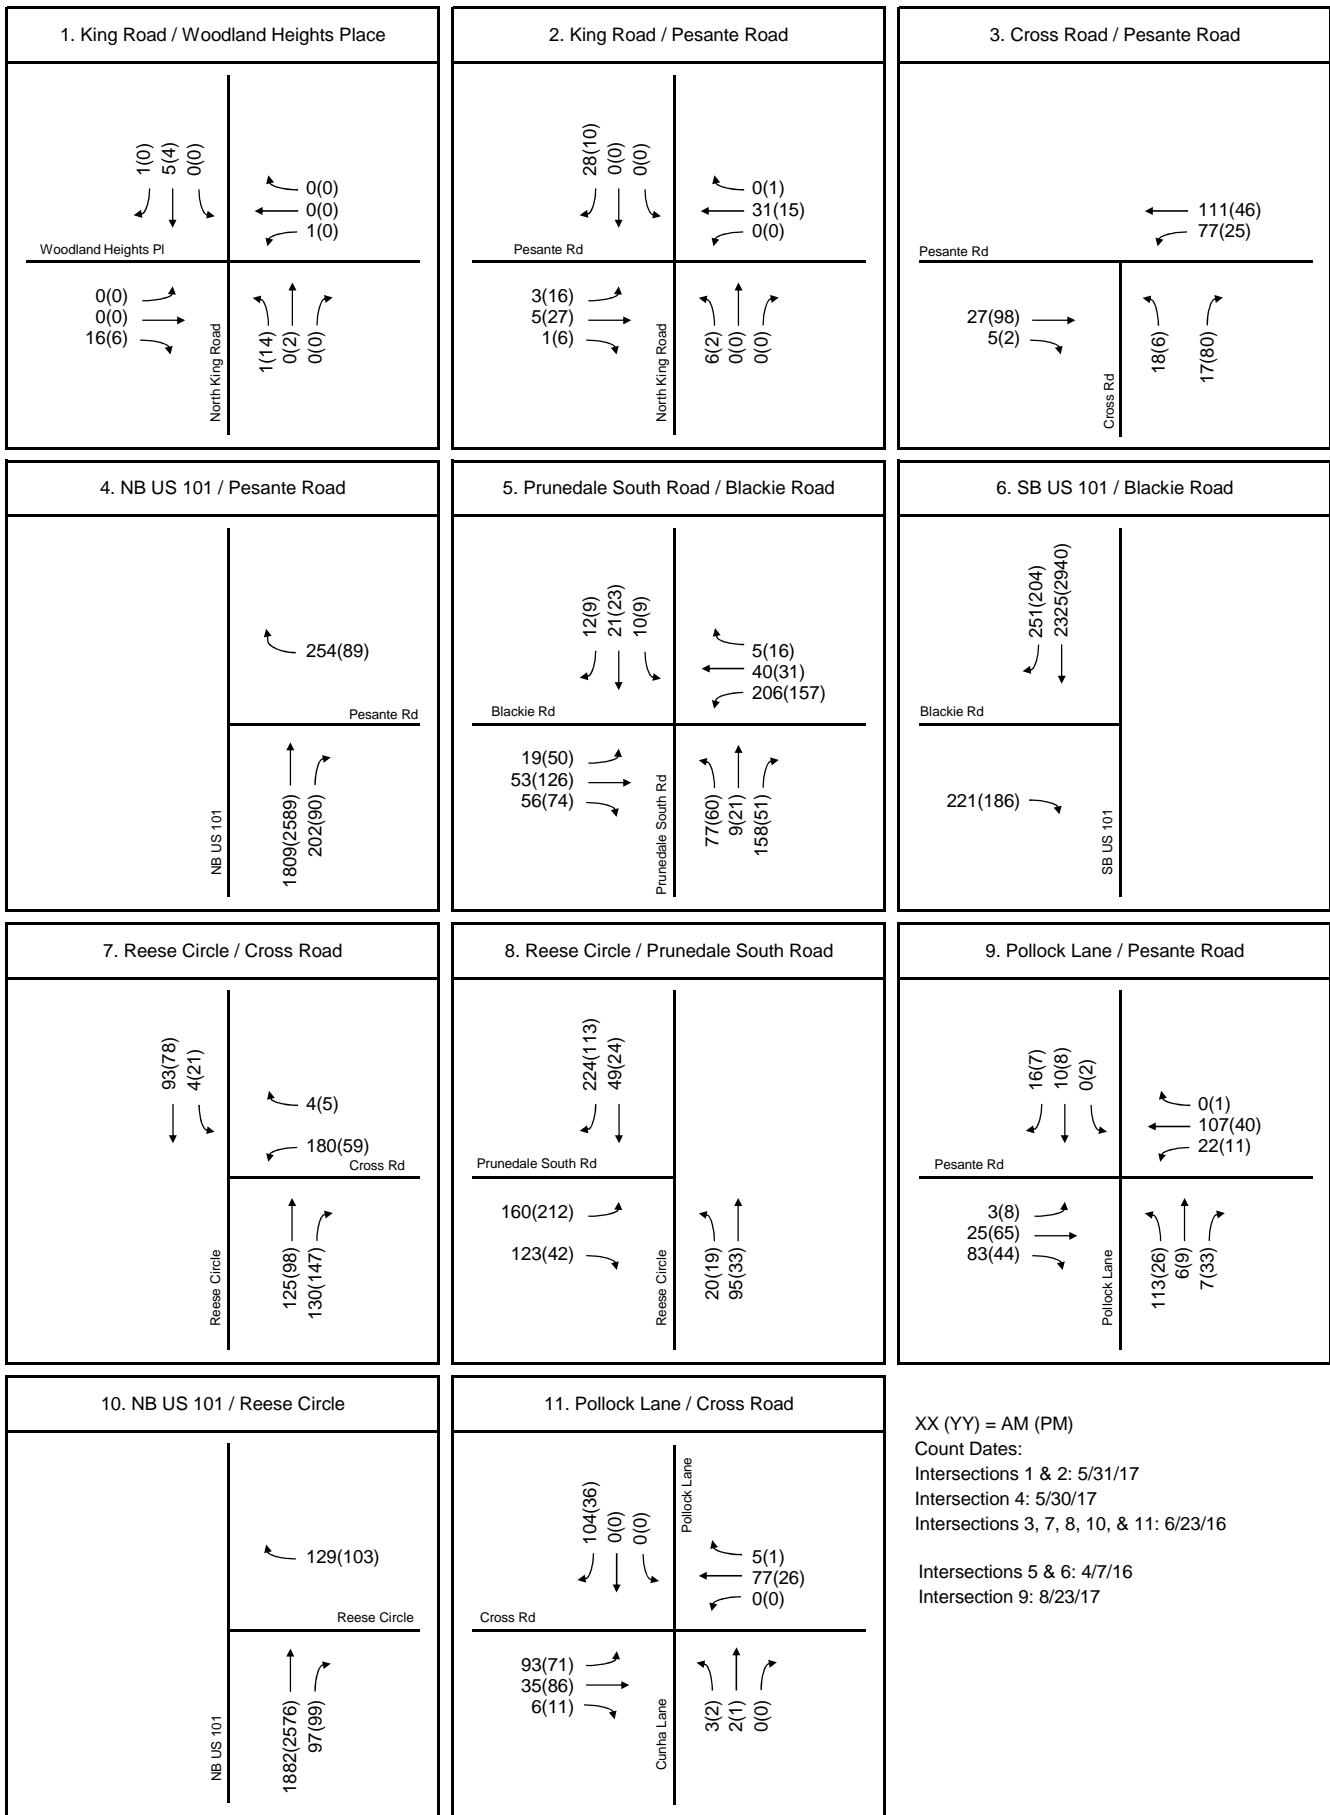 1. King Road / Woodland Heights Place
1(0)
5(4)
0(0)
0(0)
0(0)
1(0)
Woodland Heights Pl
0(0)
0(0)
16(6)
North King Road
1(14)
0(2)
0(0)
2. King Road / Pesante Road
28(10)
0(0)
0(0)
0(1)
31(15)
0(0)
Pesante Rd
3(16)
5(27)
1(6)
North King Road
6(2)
0(0)
0(0)
3. Cross Road / Pesante Road
111(46)
77(25)
Pesante Rd
27(98)
5(2)
Cross Rd
18(6)
17(80)
4. NB US 101 / Pesante Road
254(89)
Pesante Rd
NB US 101
1809(2589)
202(90)
5. Prunedale South Road / Blackie Road
12(9)
21(23)
10(9)
5(16)
40(31)
206(157)
Blackie Rd
19(50)
53(126)
56(74)
Prunedale South Rd
77(60)
9(21)
158(51)
6. SB US 101 / Blackie Road
251(204)
2325(2940)
Blackie Rd
221(186)
SB US 101
7. Reese Circle / Cross Road
93(78)
4(21)
4(5)
180(59)
Cross Rd
Reese Circle
125(98)
130(147)
8. Reese Circle / Prunedale South Road
224(113)
49(24)
Prunedale South Rd
160(212)
123(42)
Reese Circle
20(19)
95(33)
9. Pollock Lane / Pesante Road
16(7)
10(8)
0(2)
0(1)
107(40)
22(11)
Pesante Rd
3(8)
25(65)
83(44)
Pollock Lane
113(26)
6(9)
7(33)
10. NB US 101 / Reese Circle
129(103)
Reese Circle
NB US 101
1882(2576)
97(99)
11. Pollock Lane / Cross Road
104(36)
0(0)
0(0)
Pollock Lane
5(1)
77(26)
0(0)
Cross Rd
93(71)
35(86)
6(11)
Cunha Lane
3(2)
2(1)
0(0)
XX (YY) = AM (PM)
Count Dates:
Intersections 1 & 2: 5/31/17
Intersection 4: 5/30/17
Intersections 3, 7, 8, 10, & 11: 6/23/16
Intersections 5 & 6: 4/7/16
Intersection 9: 8/23/17